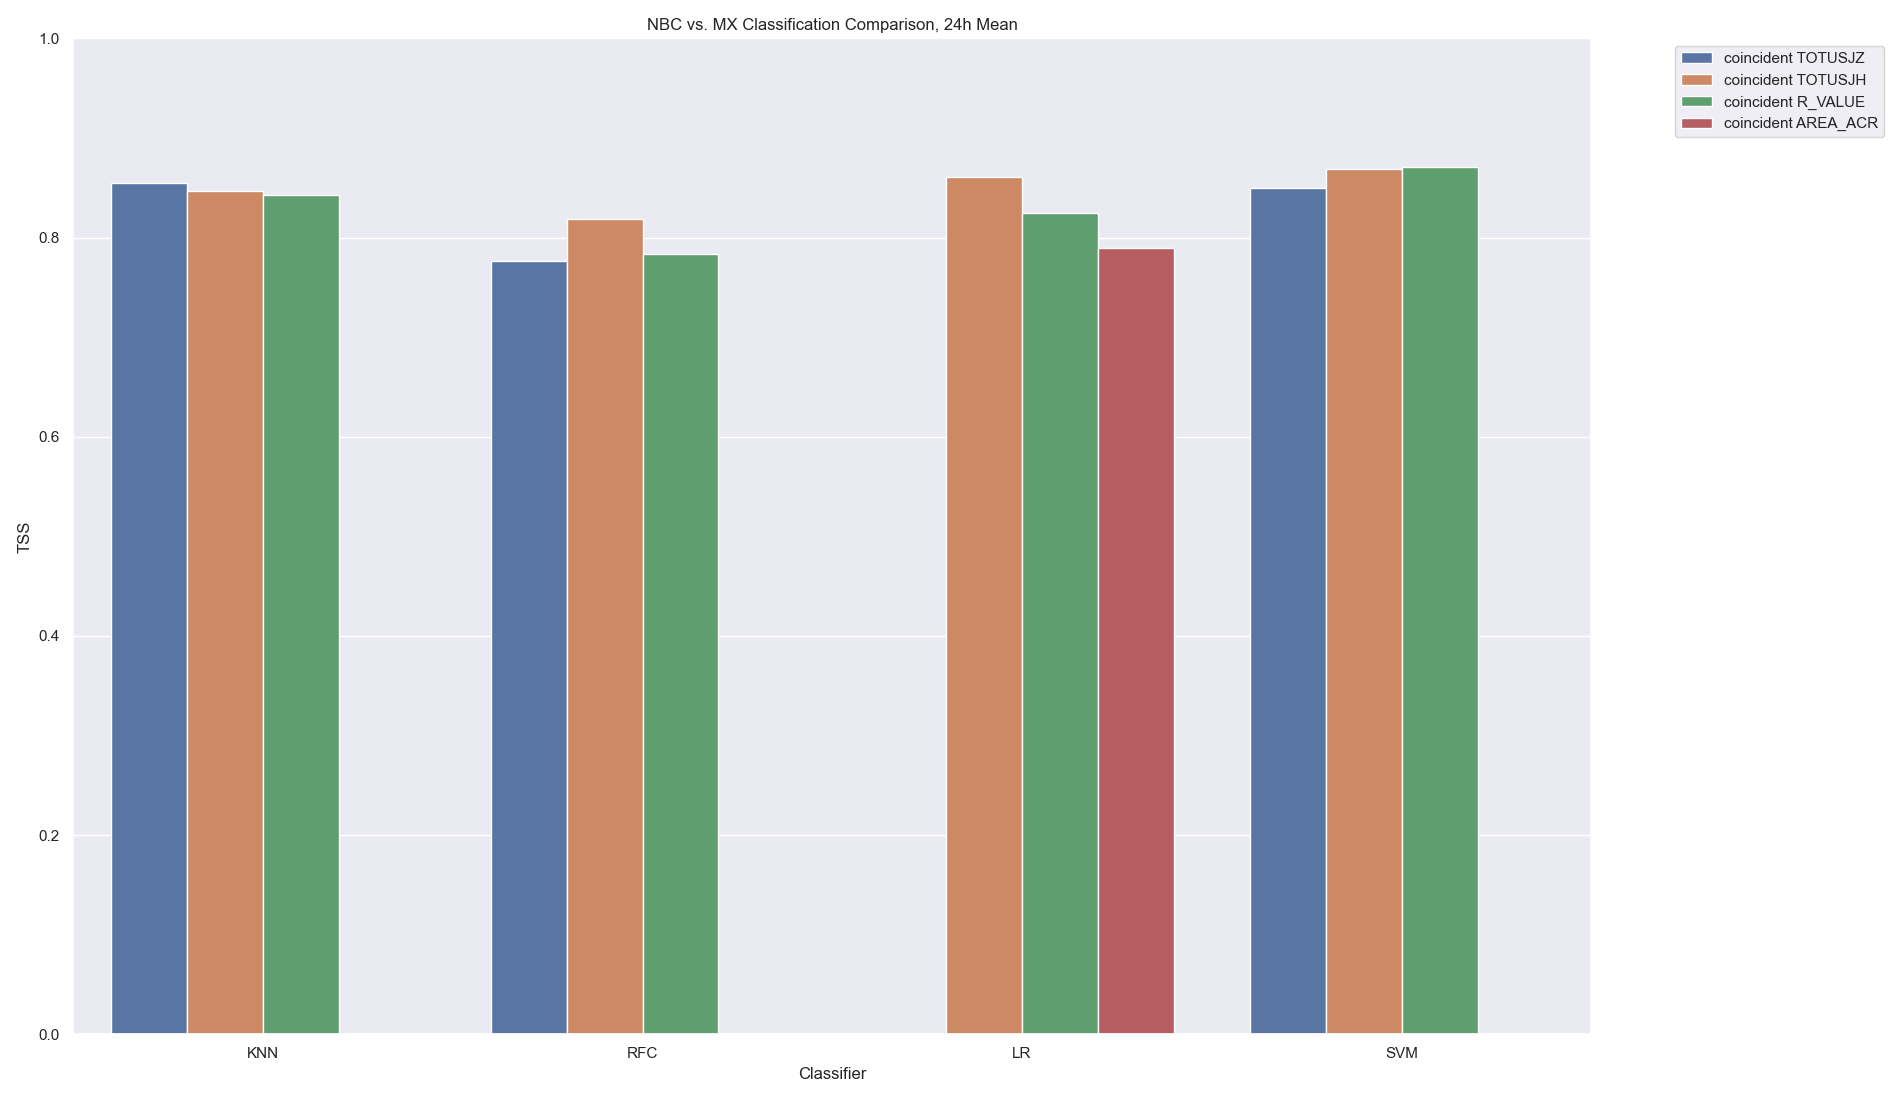 NBC vs. MX Classification Comparison, 24h Mean
1.0
0.8
0.6
0.4
0.2
0.0
TSS
KNN
RFC
LR
SVM
Classifier
coincident TOTUSJZ
coincident TOTUSJH
coincident R_VALUE
coincident AREA_ACR